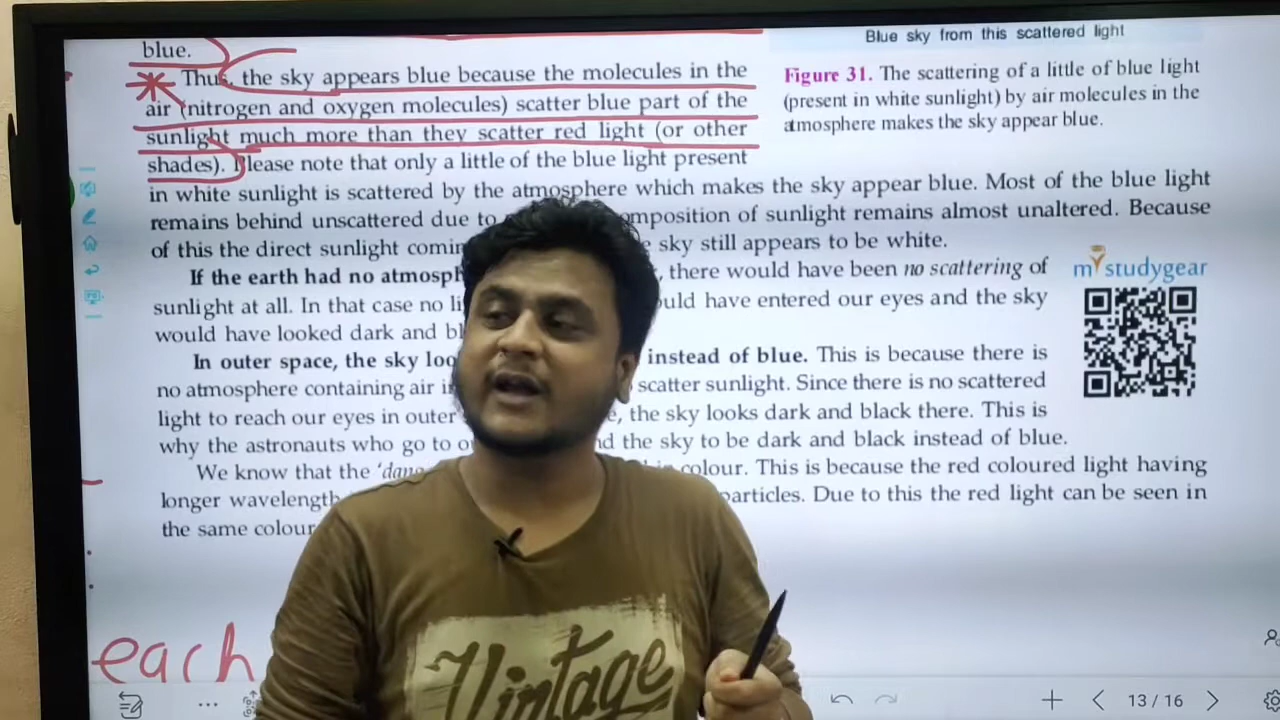 blue.
Thus, the sky appears blue because the molecules in the
air (nitrogen and oxygen molecules) scatter blue part of the
sunlight much more than they scatter red light (or other
shades). Please note that only a little of the blue light present
in white sunlight is scattered by the atmosphere which makes the sky appear blue. Most of the blue light
remains behind unscattered due to omposition of sunlight remains almost unaltered. Because
of this the direct sunlight comin sky still appears to be white.
Blue sky from this scattered light
Figure 31. The scattering of a little of blue light
(present in white sunlight) by air molecules in the
atmosphere makes the sky appear blue.
If the earth had no atmosph , there would have been no scattering of
sunlight at all. In that case no li uld have entered our eyes and the sky
would have looked dark and bl
my studygear
In outer space, the sky loo instead of blue. This is because there is
no atmosphere containing air i scatter sunlight. Since there is no scattered
light to reach our eyes in outer e, the sky looks dark and black there. This is
why the astronauts who go to o nd the sky to be dark and black instead of blue.
We know that the 'dang colour. This is because the red coloured light having
longer wavelength particles. Due to this the red light can be seen in
the same colour
each
Vintage
13 / 16